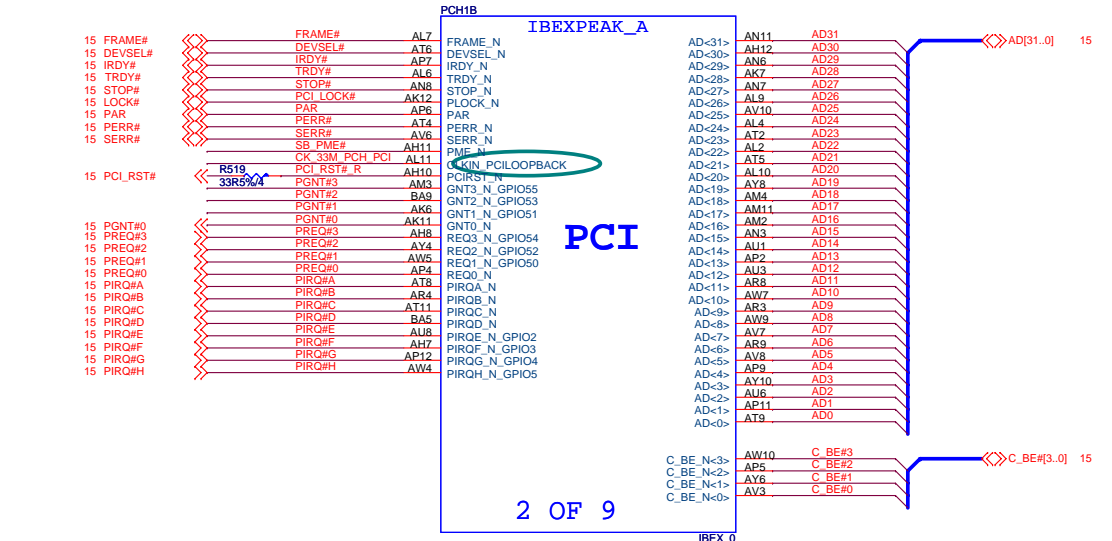 PCH1B
IBEXPEAK_A
15 FRAME# FRAME# AL7 FRAME_N
15 DEVSEL# DEVSEL# AT6 DEVSEL_N
15 IRDY# IRDY# AP7 IRDY_N
15 TRDY# TRDY# AL6 TRDY_N
15 STOP# STOP# AN8 STOP_N
15 LOCK# PCI_LOCK# AK12 PLOCK_N
15 PAR PAR AP6 PAR
15 PERR# PERR# AT4 PERR_N
15 SERR# SERR# AV6 SERR_N
SB_PME# AH11 PME_N
CK_33M_PCH_PCI AL11 CLKIN_PCILOOPBACK
15 PCI_RST# R519 PCI_RST#_R AH10 PCIRST_N
33R5%/4
PGNT#3 AM3 GNT3_N_GPIO55
PGNT#2 BA9 GNT2_N_GPIO53
PGNT#1 AK6 GNT1_N_GPIO51
15 PGNT#0 PGNT#0 AK11 GNT0_N
15 PREQ#3 PREQ#3 AH8 REQ3_N_GPIO54
15 PREQ#2 PREQ#2 AY4 REQ2_N_GPIO52
15 PREQ#1 PREQ#1 AW5 REQ1_N_GPIO50
15 PREQ#0 PREQ#0 AP4 REQ0_N
15 PIRQ#A PIRQ#A AT8 PIRQA_N
15 PIRQ#B PIRQ#B AR4 PIRQB_N
15 PIRQ#C PIRQ#C AT11 PIRQC_N
15 PIRQ#D PIRQ#D BA5 PIRQD_N
15 PIRQ#E PIRQ#E AU8 PIRQE_N_GPIO2
15 PIRQ#F PIRQ#F AH7 PIRQF_N_GPIO3
15 PIRQ#G PIRQ#G AP12 PIRQG_N_GPIO4
15 PIRQ#H PIRQ#H AW4 PIRQH_N_GPIO5
PCI
AD<31> AN11 AD31 AD[31..0] 15
AD<30> AH12 AD30
AD<29> AN6 AD29
AD<28> AK7 AD28
AD<27> AN7 AD27
AD<26> AL9 AD26
AD<25> AV10 AD25
AD<24> AL4 AD24
AD<23> AT2 AD23
AD<22> AL2 AD22
AD<21> AT5 AD21
AD<20> AL10 AD20
AD<19> AY8 AD19
AD<18> AM4 AD18
AD<17> AM11 AD17
AD<16> AM2 AD16
AD<15> AN3 AD15
AD<14> AU1 AD14
AD<13> AP2 AD13
AD<12> AU3 AD12
AD<11> AR8 AD11
AD<10> AW7 AD10
AD<9> AR3 AD9
AD<8> AW9 AD8
AD<7> AV7 AD7
AD<6> AR9 AD6
AD<5> AV8 AD5
AD<4> AP9 AD4
AD<3> AY10 AD3
AD<2> AU6 AD2
AD<1> AP11 AD1
AD<0> AT9 AD0
C_BE_N<3> AW10 C_BE#3 C_BE#[3..0] 15
C_BE_N<2> AP5 C_BE#2
C_BE_N<1> AY6 C_BE#1
C_BE_N<0> AV3 C_BE#0
2 OF 9
IBEX_0